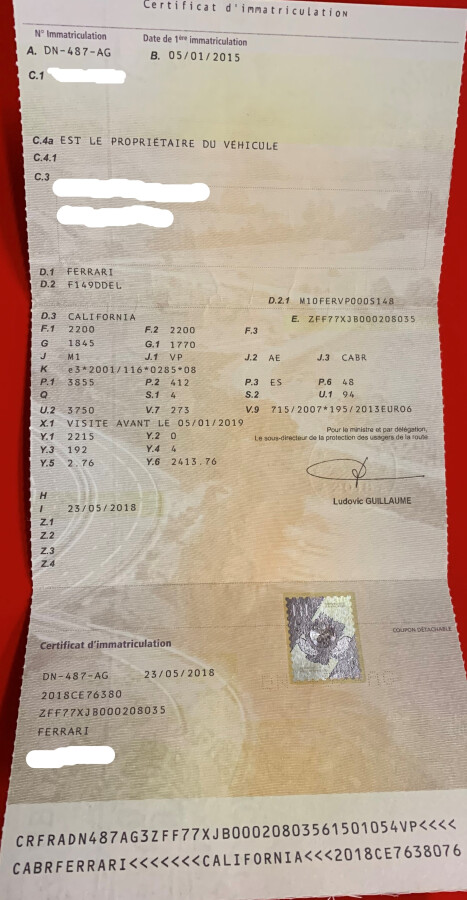 Certificat d'immatriculation
N° Immatriculation Date de 1ère immatriculation
A. DN-487-AG B. 05/01/2015
C.1
C.4a EST LE PROPRIÉTAIRE DU VÉHICULE
C.4.1
C.3
D.1 FERRARI
D.2 F149DDEL
D.2.1 M10FERVP000S148
D.3 CALIFORNIA E. ZFF77XJB000208035
F.1 2200 F.2 2200 F.3
G 1845 G.1 1770
J M1 J.1 VP J.2 AE J.3 CABR
K e3*2001/116*0285*08
P.1 3855 P.2 412 P.3 ES P.6 48
Q S.1 4 S.2 U.1 94
U.2 3750 V.7 273 V.9 715/2007*195/2013EURO6
X.1 VISITE AVANT LE 05/01/2019
Pour le ministre et par délégation,
Y.1 2215 Y.2 0
Le sous-directeur de la protection des usagers de la route
Y.3 192 Y.4 4
Y.5 2.76 Y.6 2413.76
H
Ludovic GUILLAUME
I 23/05/2018
Z.1
Z.2
Z.3
Z.4
COUPON DÉTACHABLE
Certificat d'immatriculation
DN-487-AG 23/05/2018
2018CE76380
ZFF77XJB000208035
FERRARI
CRFRADN487AG3ZFF77XJB00020803561501054VP<<<<
CABRFERRARI<<<<<<<CALIFORNIA<<<2018CE7638076